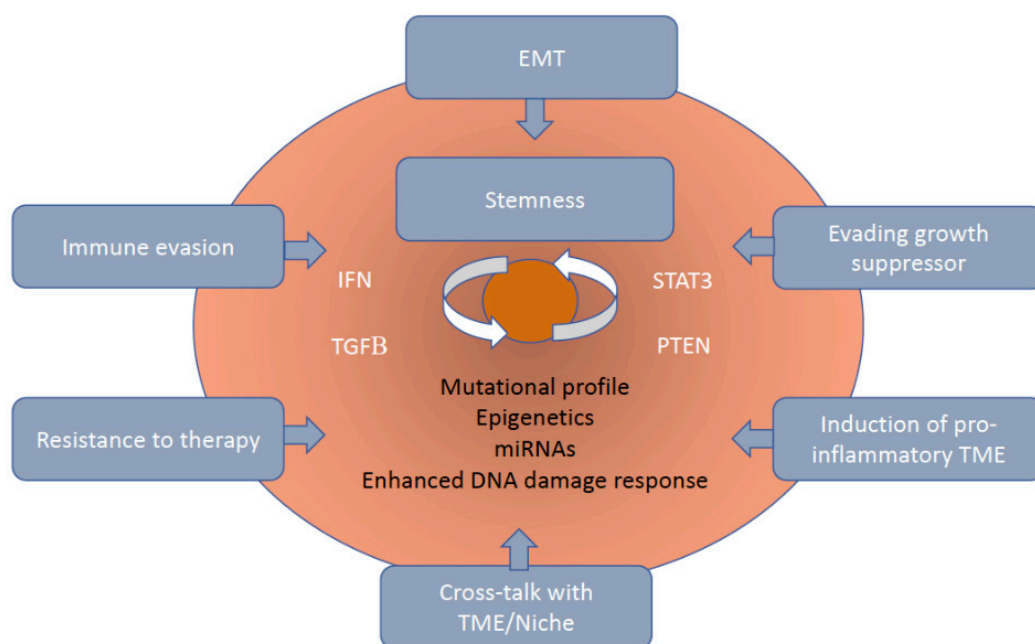 EMT
Stemness
Immune evasion
Evading growth
suppressor
IFN
STAT3
TGFB
PTEN
Mutational profile
Epigenetics
miRNAs
Enhanced DNA damage response
Resistance to therapy
Induction of pro-
inflammatory TME
Cross-talk with
TME/Niche